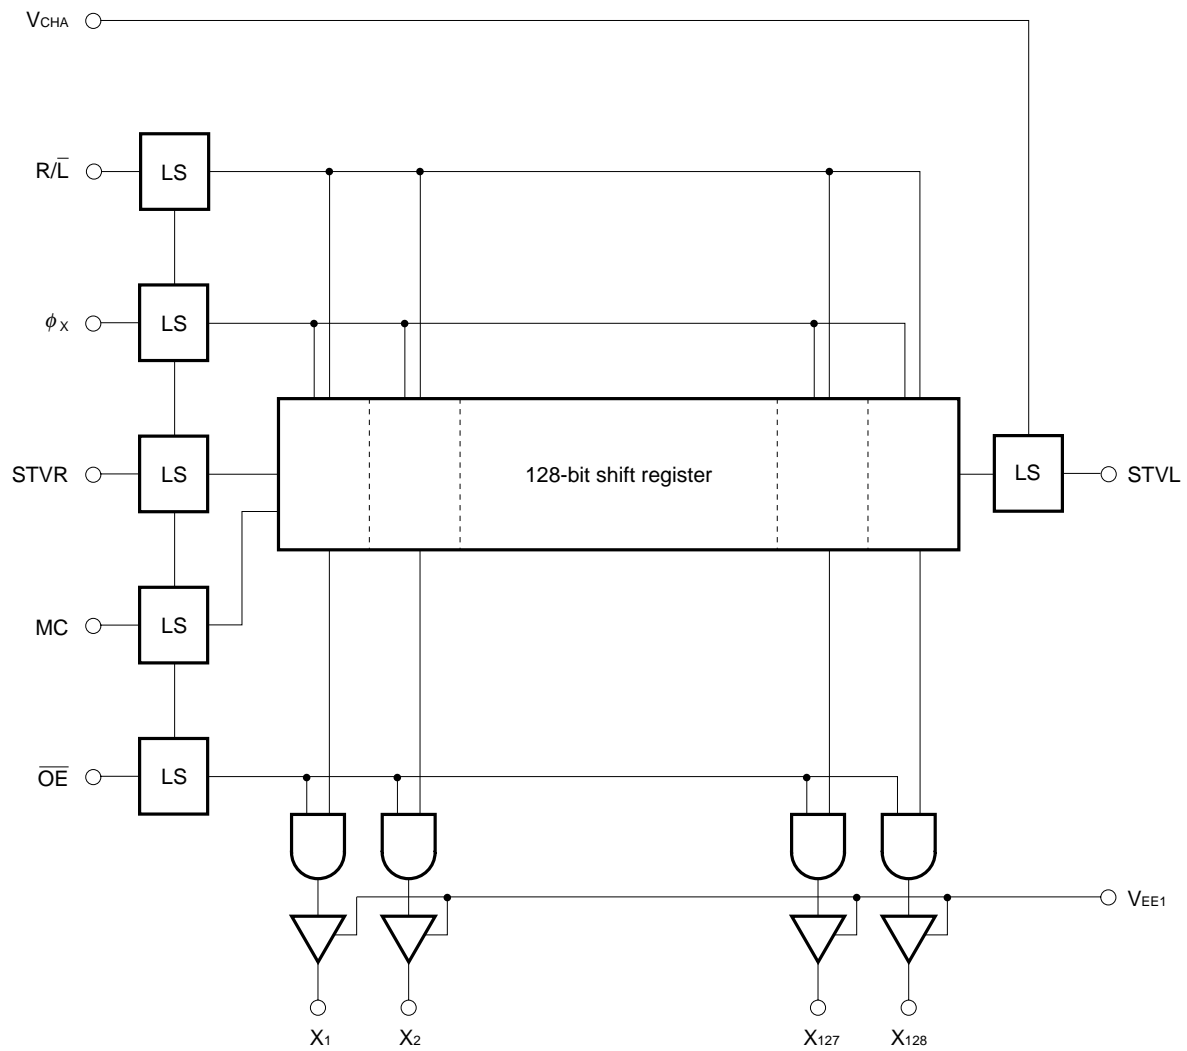 VCHA
R/L̅
LS
ϕX
LS
STVR
LS
128-bit shift register
LS
STVL
MC
LS
O̅E̅
LS
VEE1
X1
X2
X127
X128